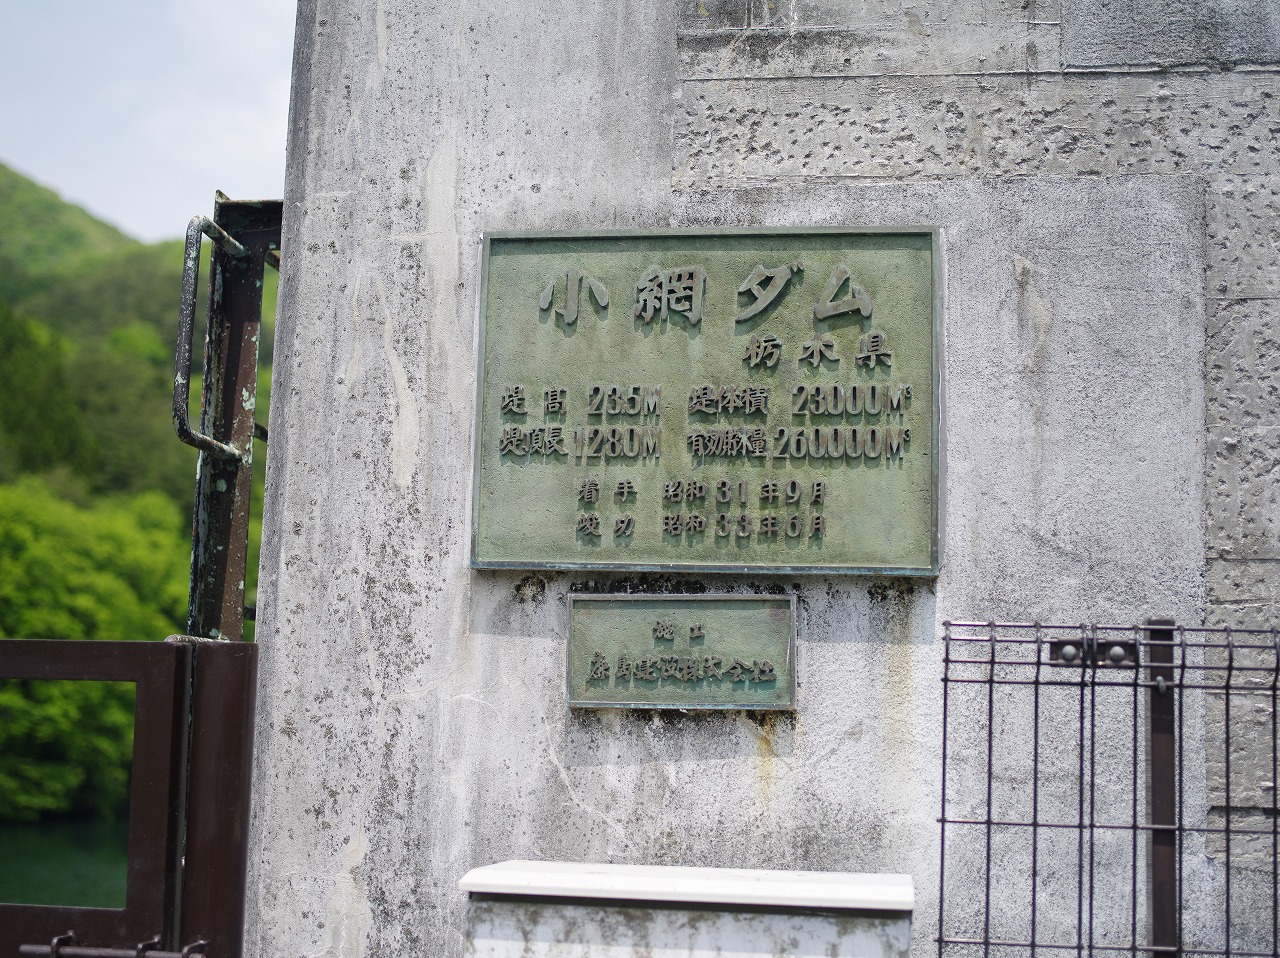 小網ダム
栃木県
堤高 23.5M 堤体積 23.000M³
堤頂長 128.0M 有効貯水量 260.000M³
着手 昭和31年9月
竣功 昭和33年6月
施工
鹿島建設株式会社